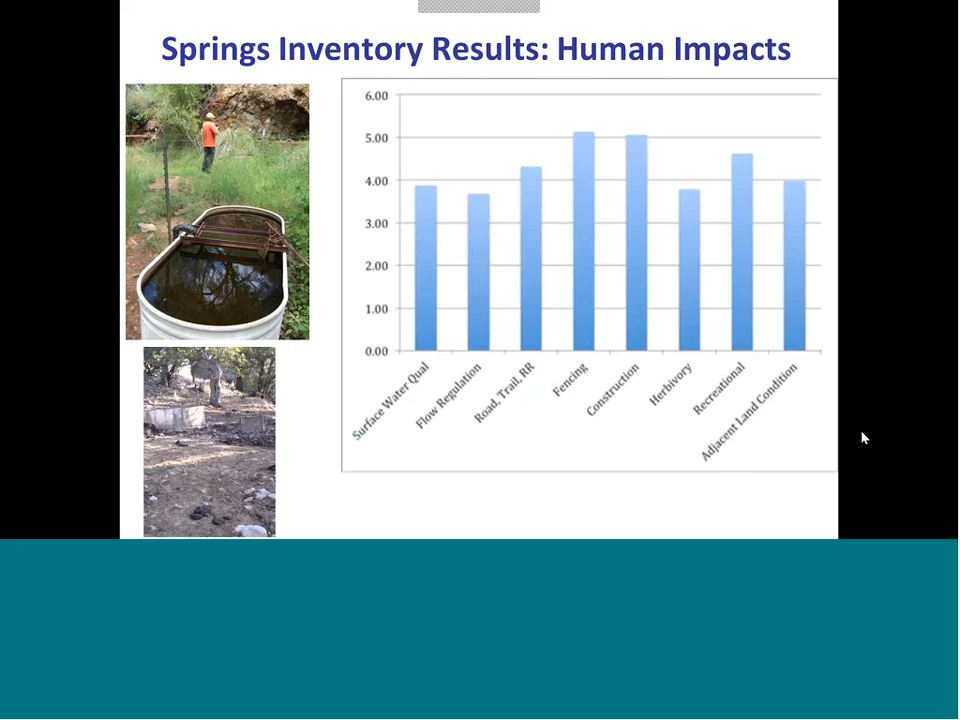 Springs Inventory Results: Human Impacts
6.00
5.00
4.00
3.00
2.00
1.00
0.00
Surface Water Qual
Flow Regulation
Road, Trail, RR
Fencing
Construction
Herbivory
Recreational
Adjacent Land Condition